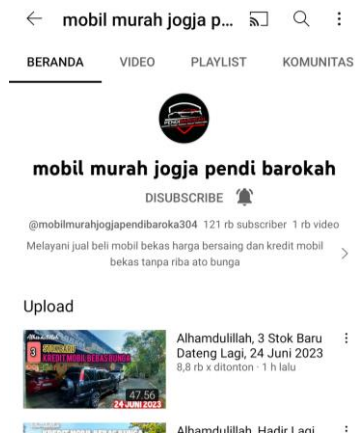 mobil murah jogja p...
BERANDA VIDEO PLAYLIST KOMUNITAS
mobil murah jogja pendi barokah
DISUBSCRIBE
@mobilmurahjogjapendibaroka304 121 rb subscriber 1 rb video
Melayani jual beli mobil bekas harga bersaing dan kredit mobil
bekas tanpa riba ato bunga
Upload
3
STOK BARU
KREDIT MOBIL BEBAS BUNGA
47.56
24 JUNI 2023
Alhamdulillah, 3 Stok Baru
Dateng Lagi, 24 Juni 2023
8,8 rb x ditonton · 1 h lalu
Alhamdulillah, Hadir Lagi